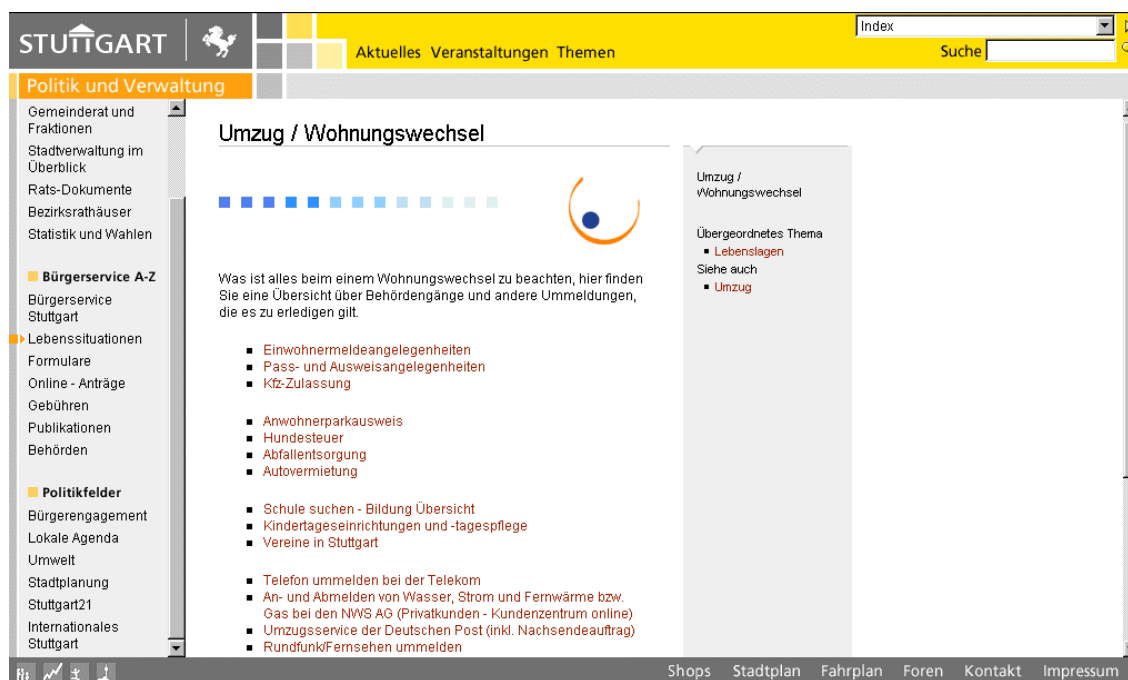 STUTTGART
Index
Aktuelles Veranstaltungen Themen
Suche
Politik und Verwaltung
Gemeinderat und
Fraktionen
Stadtverwaltung im
Überblick
Rats-Dokumente
Bezirksrathäuser
Statistik und Wahlen
Bürgerservice A-Z
Bürgerservice
Stuttgart
Lebenssituationen
Formulare
Online - Anträge
Gebühren
Publikationen
Behörden
Politikfelder
Bürgerengagement
Lokale Agenda
Umwelt
Stadtplanung
Stuttgart21
Internationales
Stuttgart
Umzug / Wohnungswechsel
Was ist alles beim einem Wohnungswechsel zu beachten, hier finden
Sie eine Übersicht über Behördengänge und andere Ummeldungen,
die es zu erledigen gilt.
Einwohnermeldeangelegenheiten
Pass- und Ausweisangelegenheiten
Kfz-Zulassung
Anwohnerparkausweis
Hundesteuer
Abfallentsorgung
Autovermietung
Schule suchen - Bildung Übersicht
Kindertageseinrichtungen und -tagespflege
Vereine in Stuttgart
Telefon ummelden bei der Telekom
An- und Abmelden von Wasser, Strom und Fernwärme bzw.
Gas bei den NWS AG (Privatkunden - Kundenzentrum online)
Umzugsservice der Deutschen Post (inkl. Nachsendeauftrag)
Rundfunk/Fernsehen ummelden
Umzug /
Wohnungswechsel
Übergeordnetes Thema
Lebenslagen
Siehe auch
Umzug
Shops Stadtplan Fahrplan Foren Kontakt Impressum